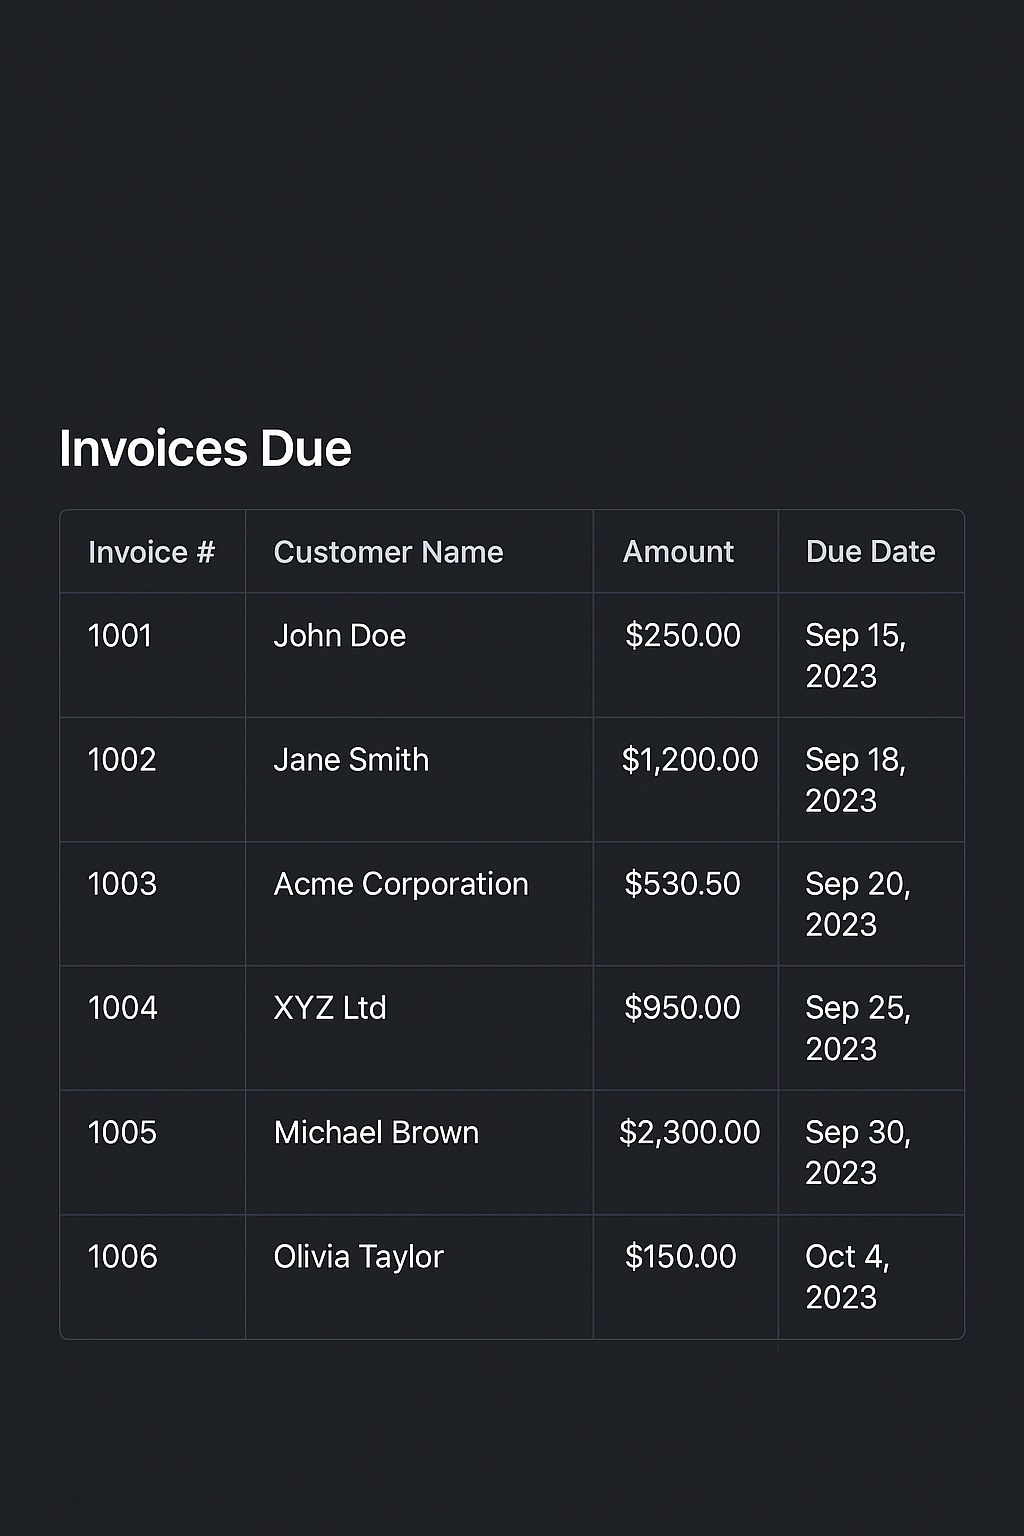 Invoices Due
Invoice # Customer Name Amount Due Date
1001 John Doe $250.00 Sep 15,
2023
1002 Jane Smith $1,200.00 Sep 18,
2023
1003 Acme Corporation $530.50 Sep 20,
2023
1004 XYZ Ltd $950.00 Sep 25,
2023
1005 Michael Brown $2,300.00 Sep 30,
2023
1006 Olivia Taylor $150.00 Oct 4,
2023